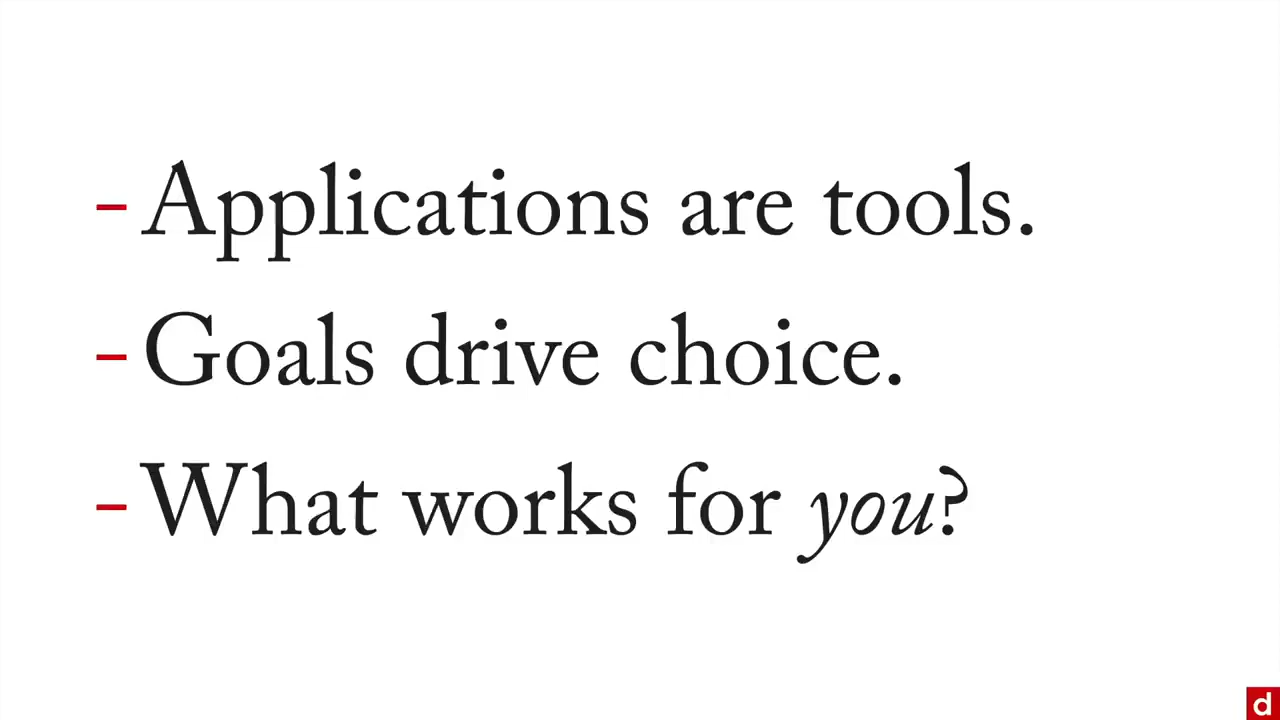 – Applications are tools.
– Goals drive choice.
– What works for you?
d